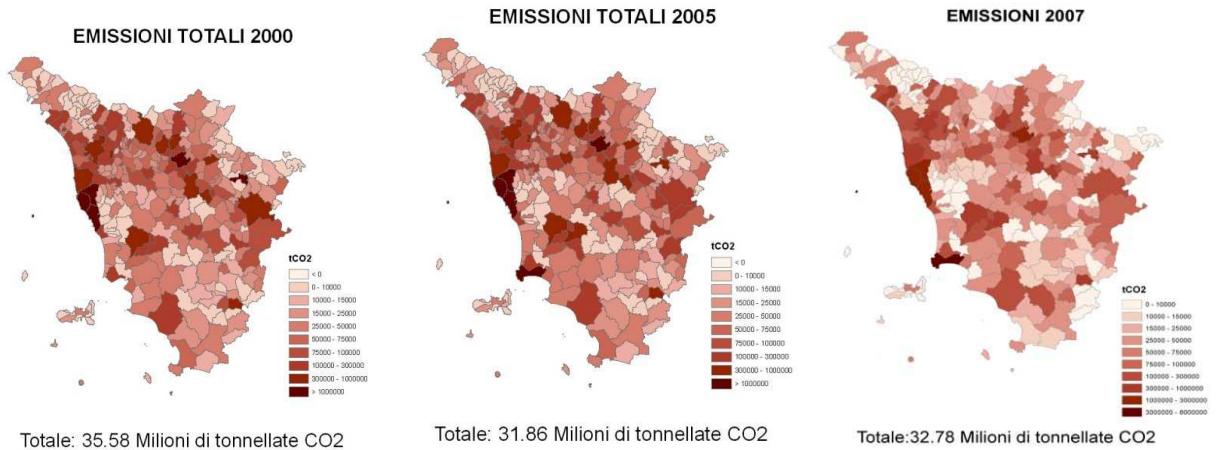 EMISSIONI TOTALI 2000
tCO2
< 0
0 - 10000
10000 - 15000
15000 - 25000
25000 - 50000
50000 - 75000
75000 - 100000
100000 - 300000
300000 - 1000000
> 1000000
Totale: 35.58 Milioni di tonnellate CO2
EMISSIONI TOTALI 2005
tCO2
< 0
0 - 10000
10000 - 15000
15000 - 25000
25000 - 50000
50000 - 75000
75000 - 100000
100000 - 300000
300000 - 1000000
> 1000000
Totale: 31.86 Milioni di tonnellate CO2
EMISSIONI 2007
tCO2
0 - 10000
10000 - 15000
15000 - 25000
25000 - 50000
50000 - 75000
75000 - 100000
100000 - 300000
300000 - 1000000
1000000 - 3000000
3000000 - 6000000
Totale:32.78 Milioni di tonnellate CO2